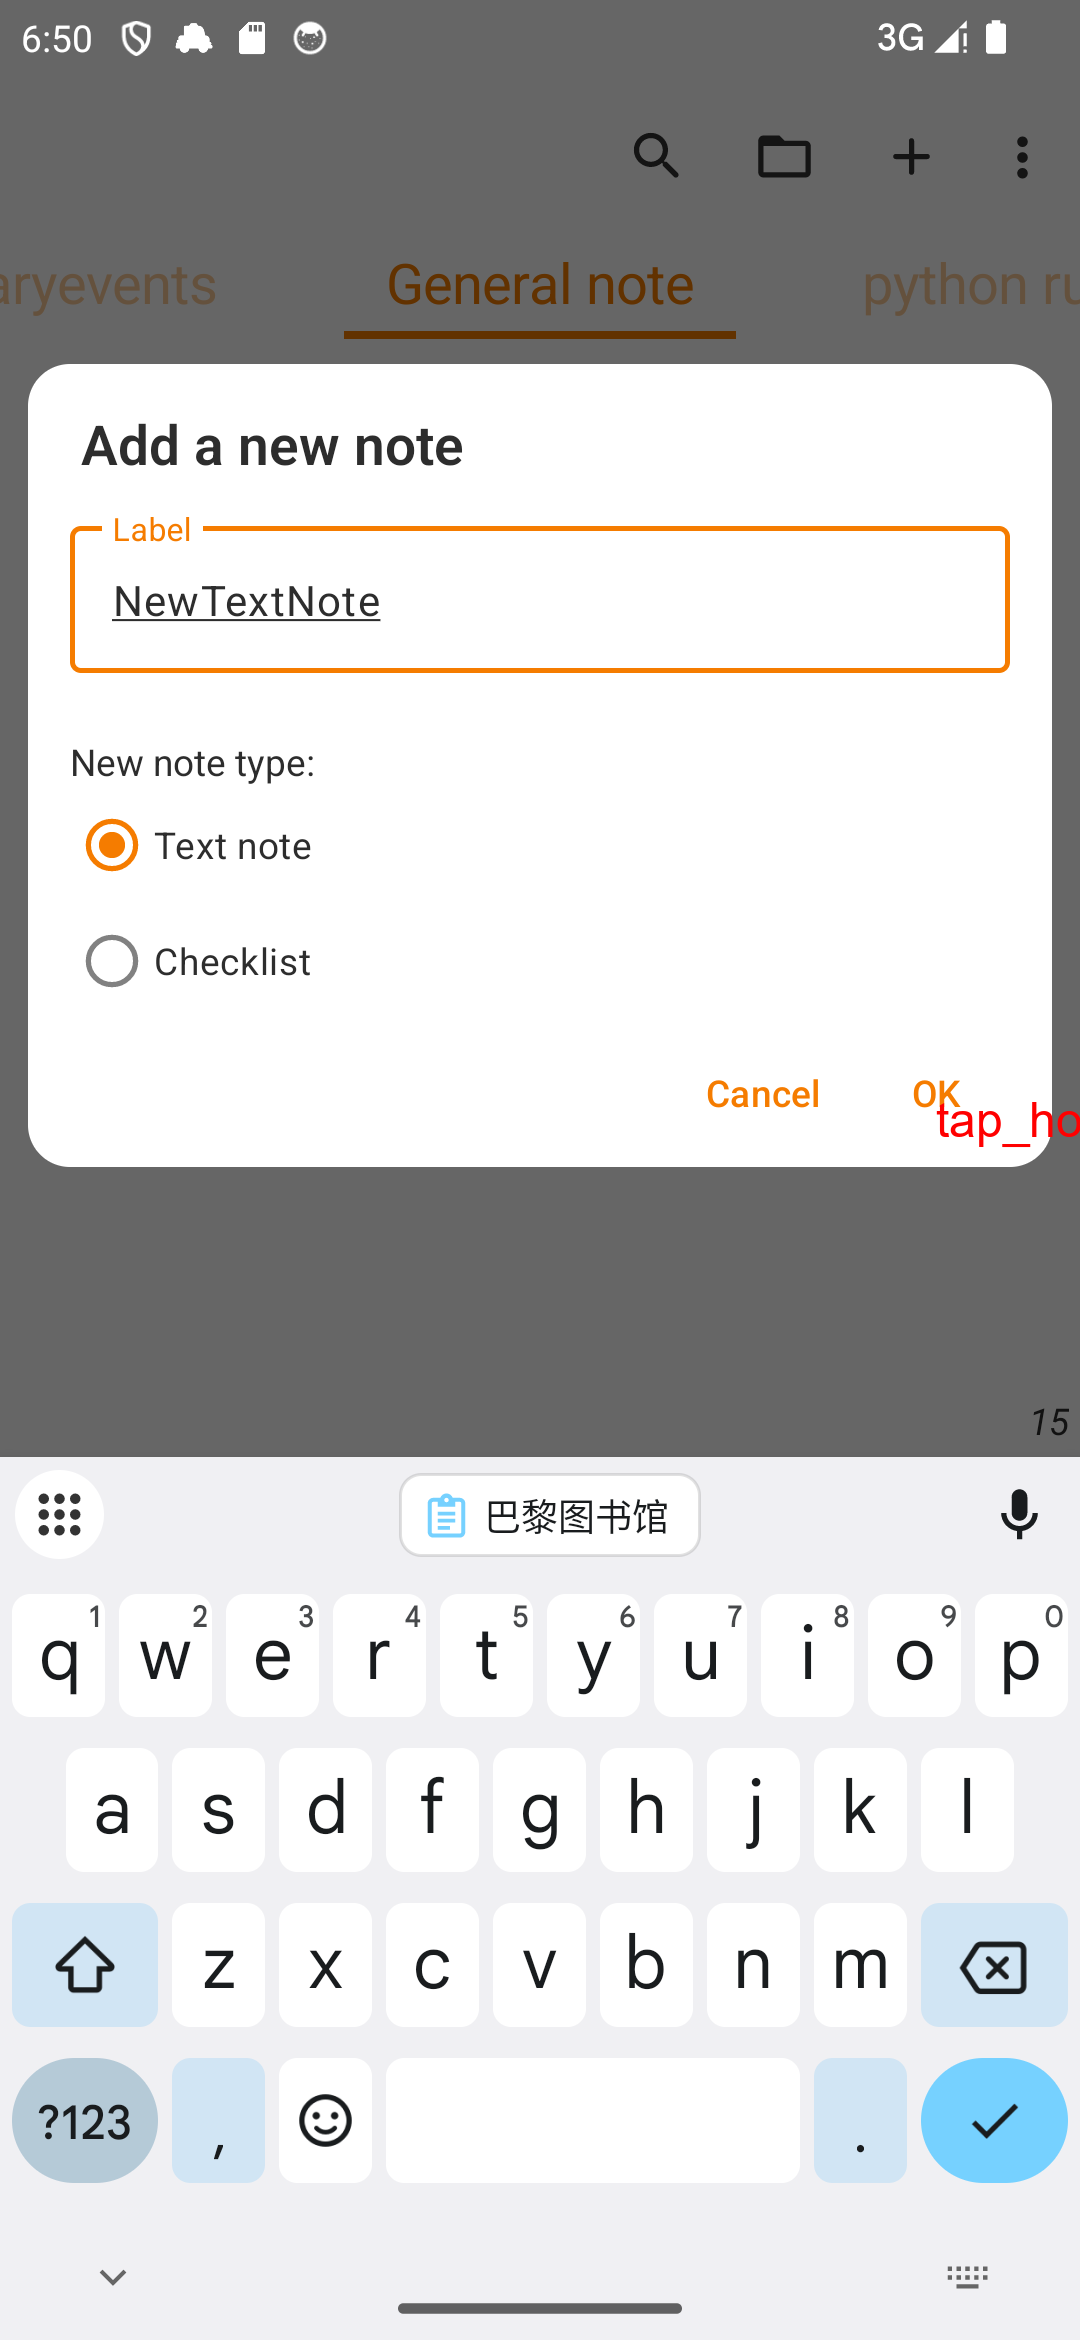 6:50
3G
aryevents General note python ru
Add a new note
Label
NewTextNote
New note type:
Text note
Checklist
Cancel OK
tap_ho
15
巴黎图书馆
q 1 w 2 e 3 r 4 t 5 y 6 u 7 i 8 o 9 p 0
a s d f g h j k l
z x c v b n m
?123 , .